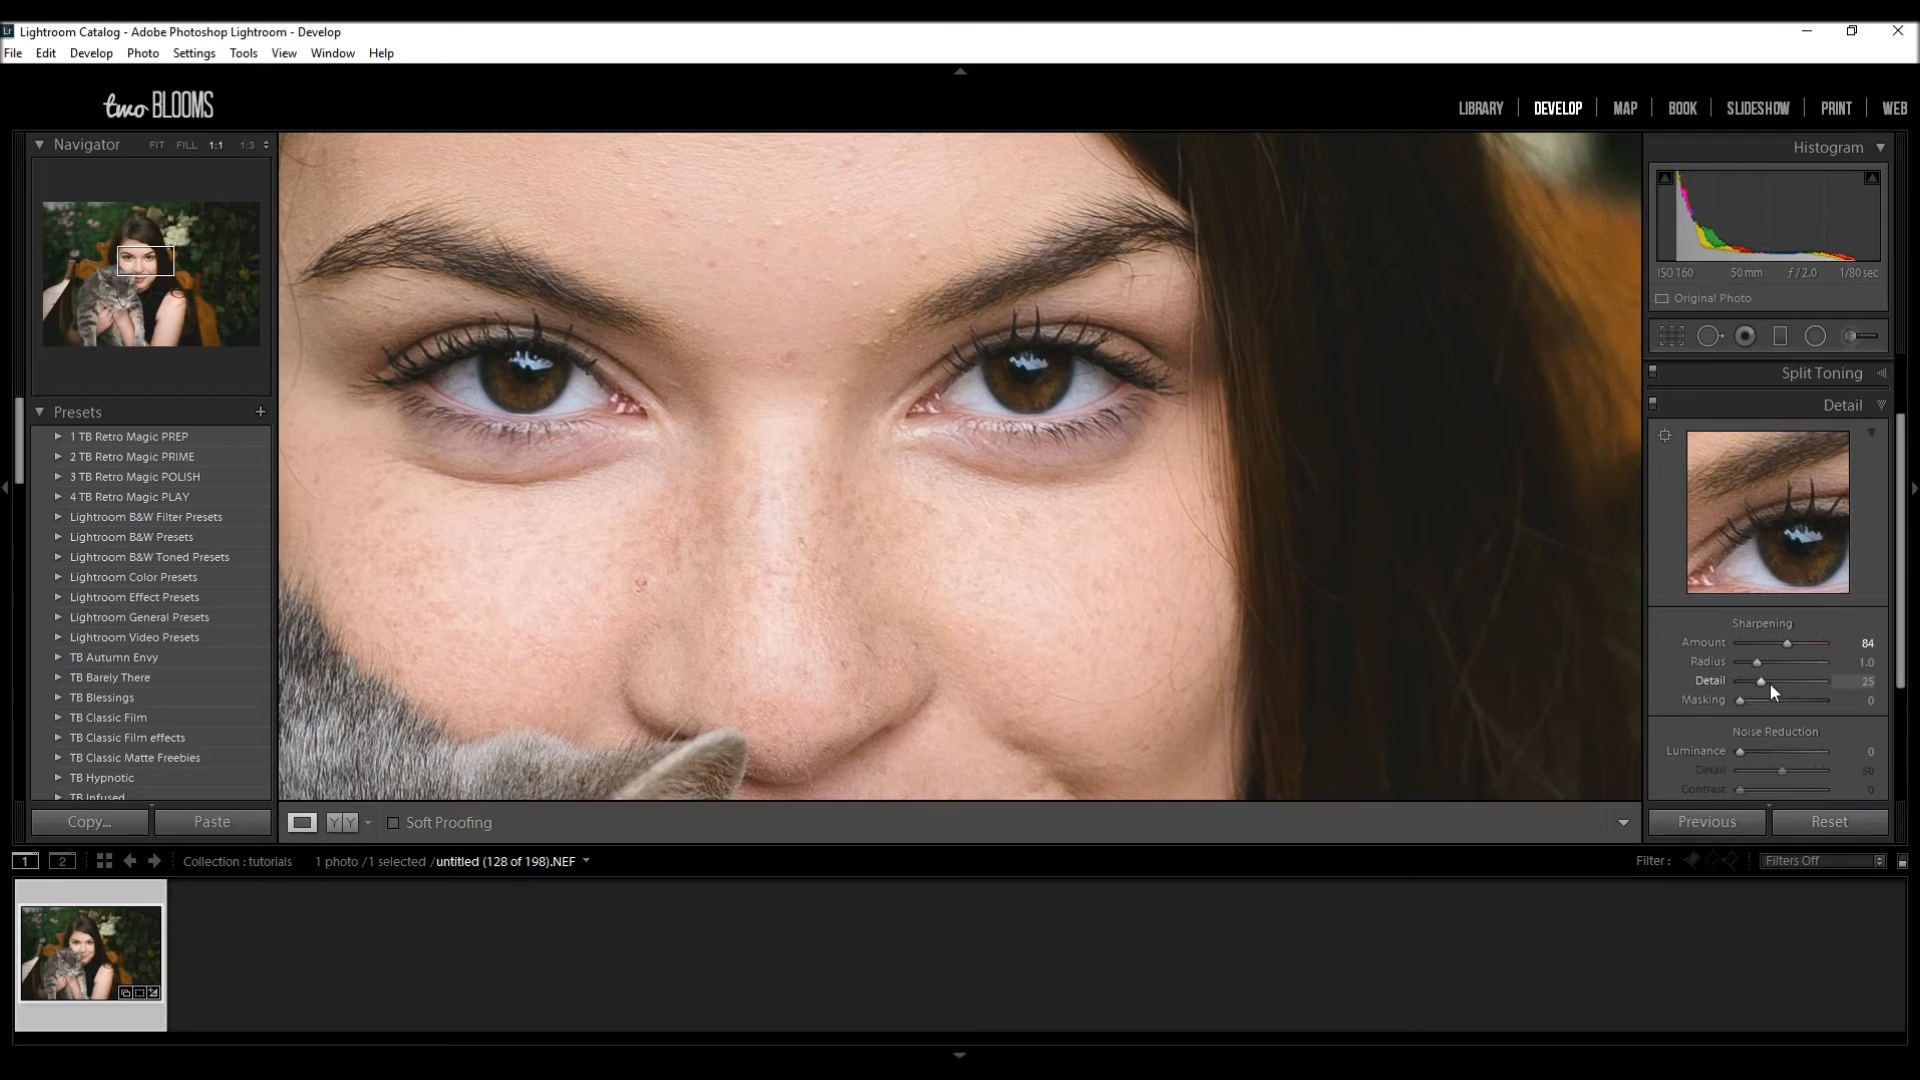 Lr Lightroom Catalog - Adobe Photoshop Lightroom - Develop
File Edit Develop Photo Settings Tools View Window Help
two BLOOMS
LIBRARY | DEVELOP | MAP | BOOK | SLIDESHOW | PRINT | WEB
Navigator FIT FILL 1:1 1:3
Presets +
1 TB Retro Magic PREP
2 TB Retro Magic PRIME
3 TB Retro Magic POLISH
4 TB Retro Magic PLAY
Lightroom B&W Filter Presets
Lightroom B&W Presets
Lightroom B&W Toned Presets
Lightroom Color Presets
Lightroom Effect Presets
Lightroom General Presets
Lightroom Video Presets
TB Autumn Envy
TB Barely There
TB Blessings
TB Classic Film
TB Classic Film effects
TB Classic Matte Freebies
TB Hypnotic
TB Infused
Copy... Paste
Histogram
ISO 160 50 mm ƒ / 2.0 1/80 sec
Original Photo
Split Toning
Detail
Sharpening
Amount 84
Radius 1.0
Detail 25
Masking 0
Noise Reduction
Luminance 0
Detail 50
Contrast 0
Previous Reset
Y Y Soft Proofing
1 2 Collection : tutorials 1 photo / 1 selected / untitled (128 of 198).NEF Filter : Filters Off